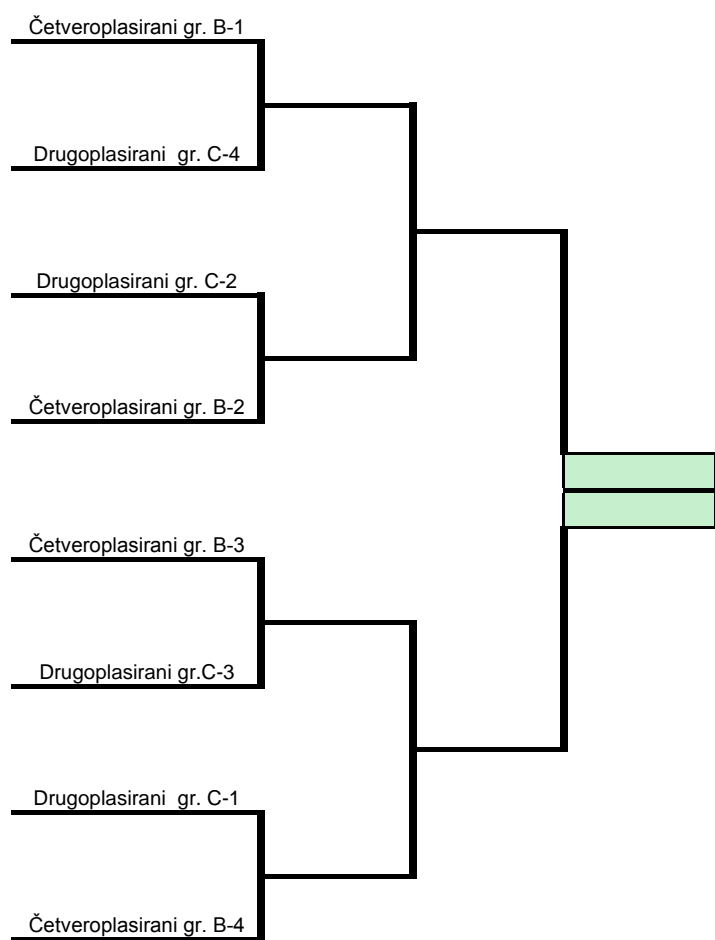 Četveroplasirani gr. B-1
Drugoplasirani gr. C-4
Drugoplasirani gr. C-2
Četveroplasirani gr. B-2
Četveroplasirani gr. B-3
Drugoplasirani gr.C-3
Drugoplasirani gr. C-1
Četveroplasirani gr. B-4